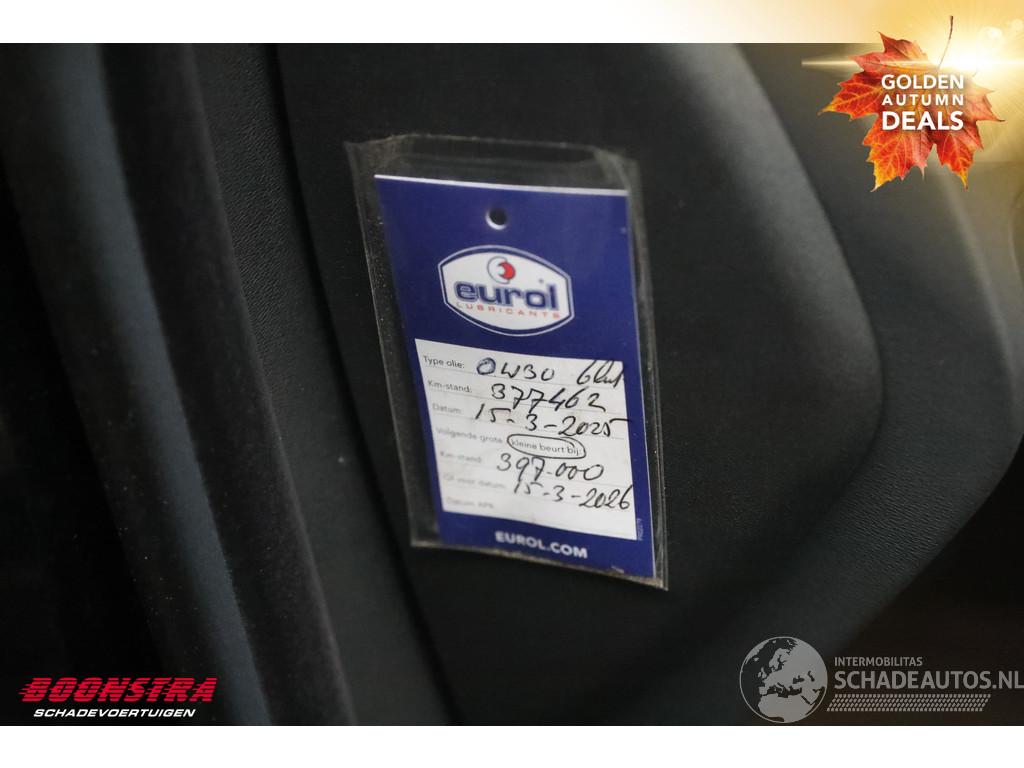 GOLDEN
AUTUMN
DEALS
eurol
LUBRICANTS
Type olie: 0W30
Km-stand: 377462
Datum: 15-3-2025
Volgende grote kleine beurt bij:
Km-stand: 397.000
Of voor datum: 15-3-2026
Datum APK
EUROL.COM
BOONSTRA
SCHADEVOERTUIGEN
INTERMOBILITAS
SCHADEAUTOS.NL